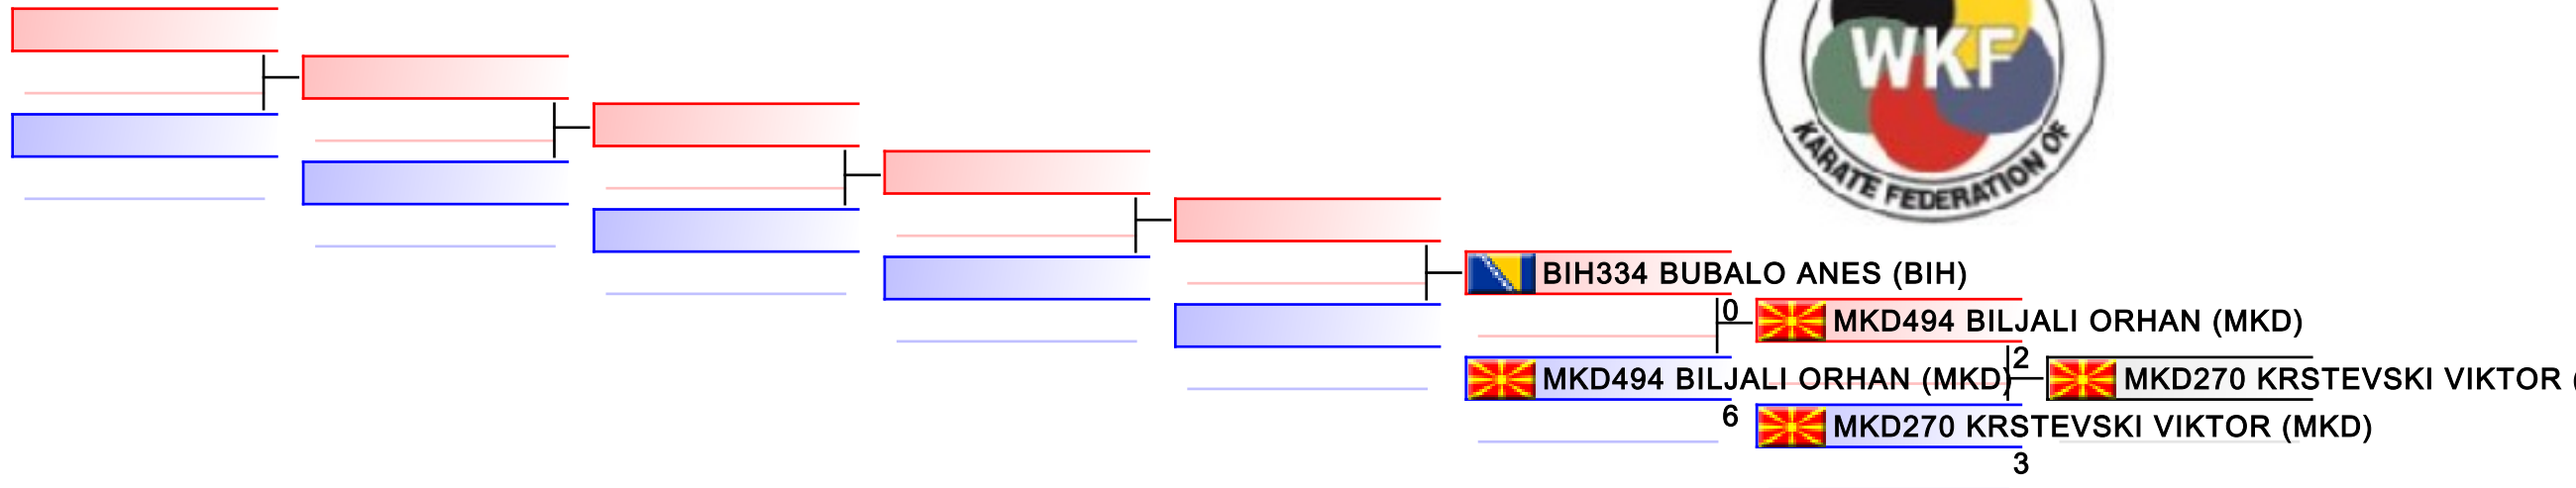 WKF
KARATE FEDERATION OF
BIH334 BUBALO ANES (BIH)
0
MKD494 BILJALI ORHAN (MKD)
2
MKD494 BILJALI ORHAN (MKD)
MKD270 KRSTEVSKI VIKTOR (
6
MKD270 KRSTEVSKI VIKTOR (MKD)
3